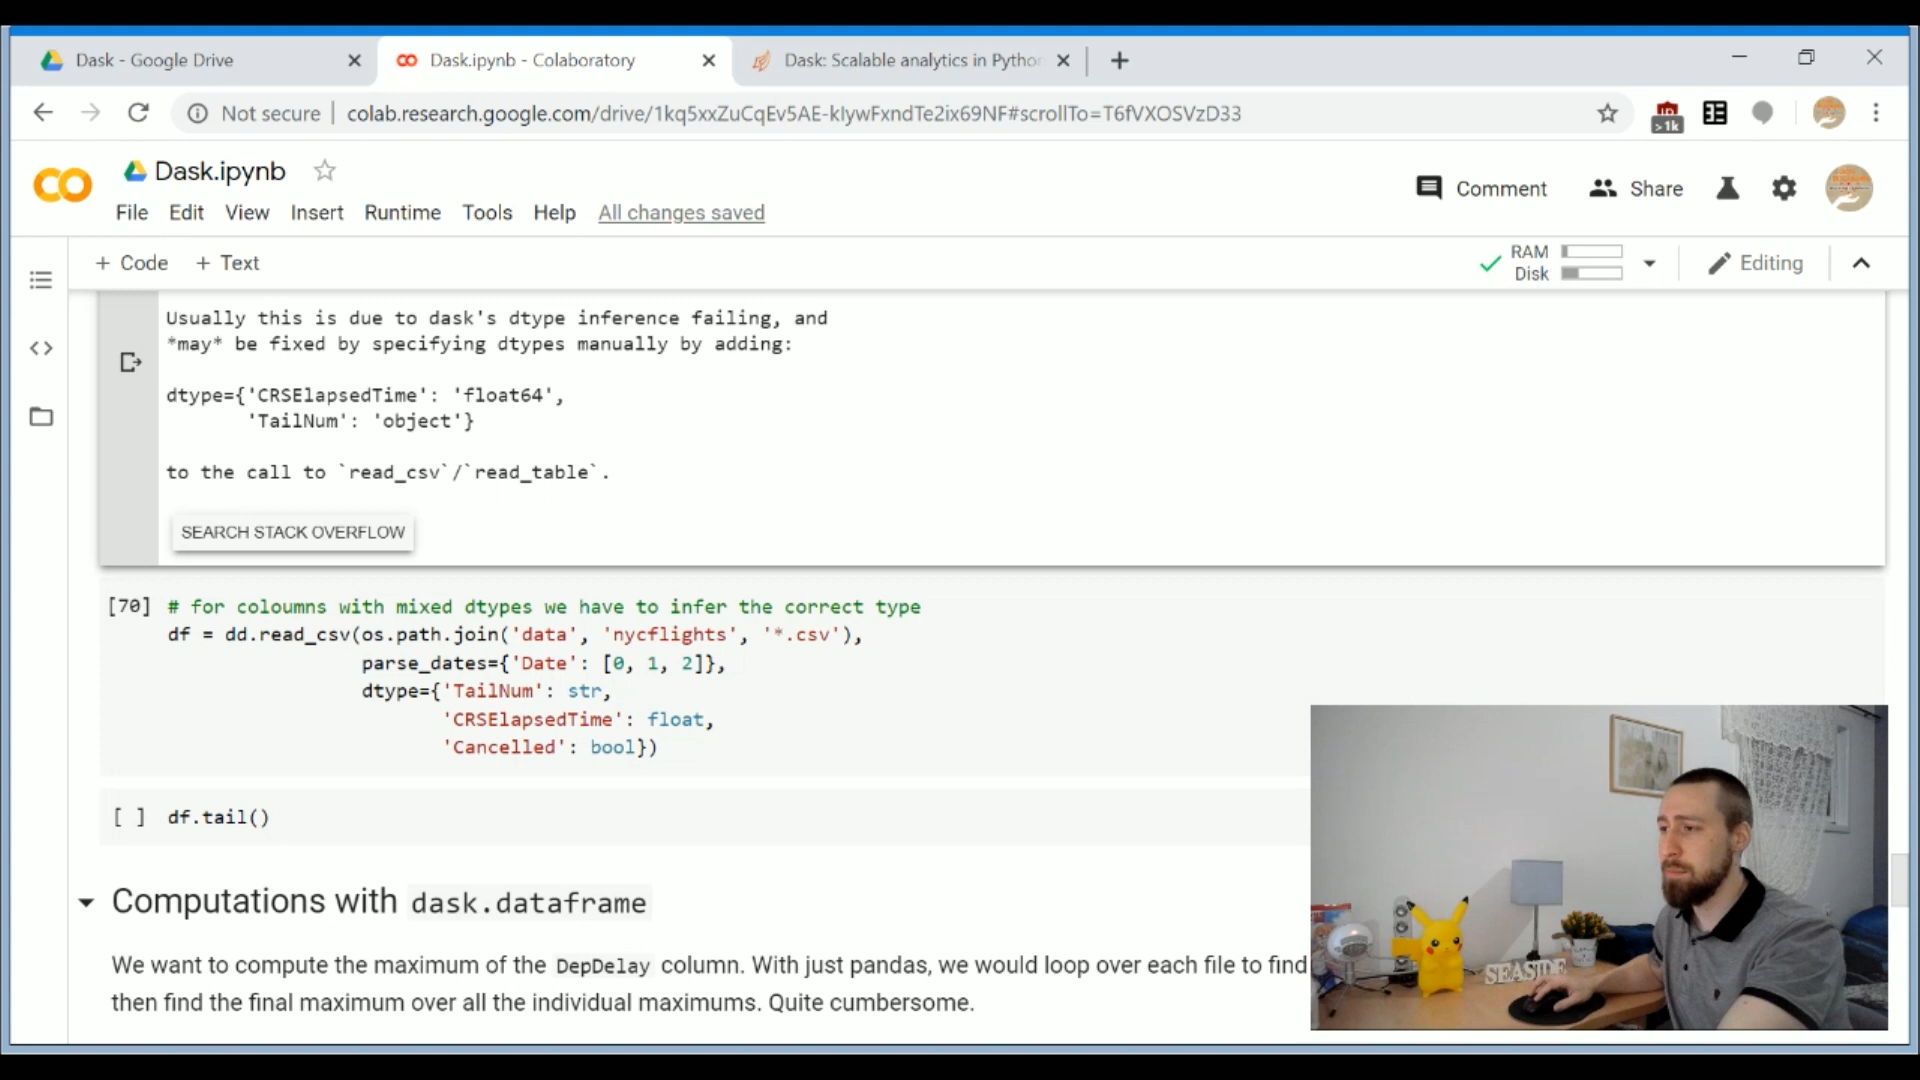 Dask - Google Drive
Dask.ipynb - Colaboratory
Dask: Scalable analytics in Pytho
Not secure
colab.research.google.com/drive/1kq5xxZuCqEv5AE-kIywFxndTe2ix69NF#scrollTo=T6fVXOSVzD33
>1k
Dask.ipynb
Comment
Share
File Edit View Insert Runtime Tools Help All changes saved
+ Code + Text
RAM
Disk
Editing
Usually this is due to dask's dtype inference failing, and
*may* be fixed by specifying dtypes manually by adding:
dtype={'CRSElapsedTime': 'float64',
'TailNum': 'object'}
to the call to `read_csv`/`read_table`.
SEARCH STACK OVERFLOW
[70] # for coloumns with mixed dtypes we have to infer the correct type
df = dd.read_csv(os.path.join('data', 'nycflights', '*.csv'),
parse_dates={'Date': [0, 1, 2]},
dtype={'TailNum': str,
'CRSElapsedTime': float,
'Cancelled': bool})
[ ] df.tail()
Computations with dask.dataframe
We want to compute the maximum of the DepDelay column. With just pandas, we would loop over each file to find
then find the final maximum over all the individual maximums. Quite cumbersome.
SEASIDE